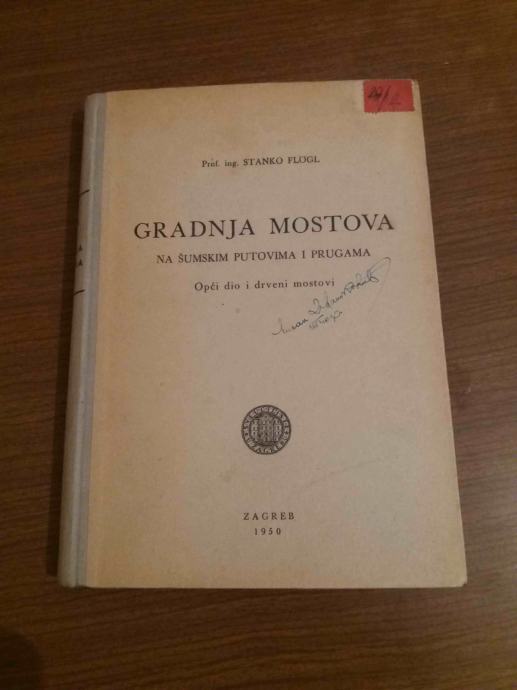 Prof. ing. STANKO FLÖGL
GRADNJA MOSTOVA
NA ŠUMSKIM PUTOVIMA I PRUGAMA
Opći dio i drveni mostovi
ZAGREB
1950